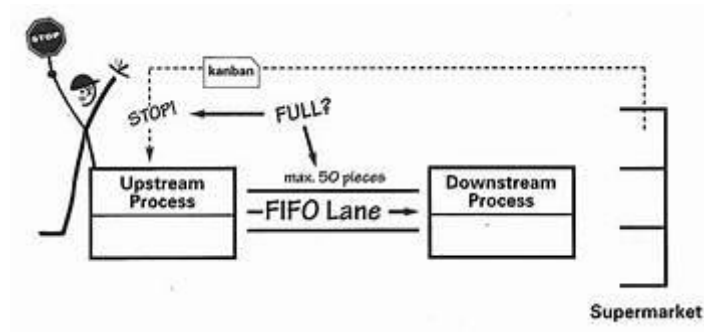 STOP
kanban
STOP!
FULL?
max. 50 pieces
Upstream
Process
FIFO Lane
Downstream
Process
Supermarket